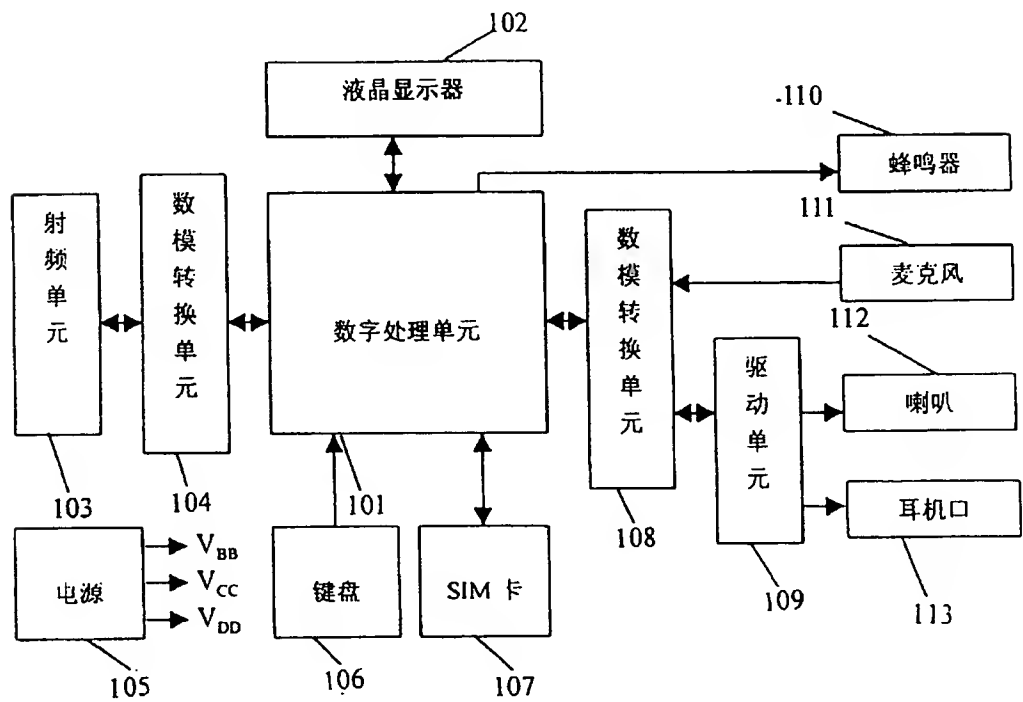 102
液晶显示器
110
蜂鸣器
射频单元
数模转换单元
数字处理单元
数模转换单元
111
麦克风
112
驱动单元
喇叭
耳机口
103
104
101
108
109
113
电源
V_BB
V_CC
V_DD
键盘
SIM 卡
105
106
107